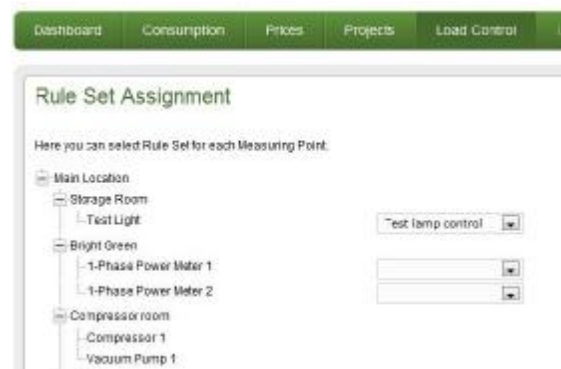 Dashboard Consumption Prices Projects Load Control
Rule Set Assignment
Here you can select Rule Set for each Measuring Point.
Main Location
Storage Room
Test Light Test lamp control
Bright Green
1-Phase Power Meter 1
1-Phase Power Meter 2
Compressor room
Compressor 1
Vacuum Pump 1